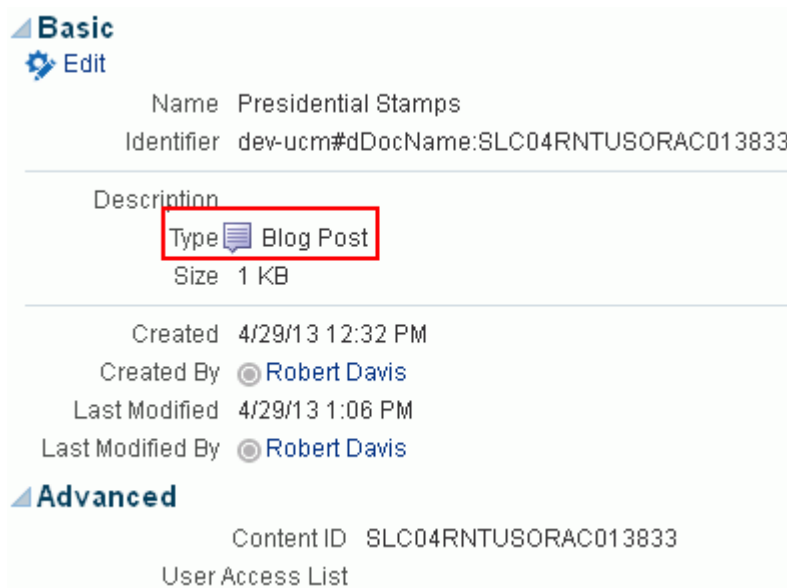 Basic
Edit
Name Presidential Stamps
Identifier dev-ucm#dDocName:SLC04RNTUSORAC013833
Description
Type Blog Post
Size 1 KB
Created 4/29/13 12:32 PM
Created By Robert Davis
Last Modified 4/29/13 1:06 PM
Last Modified By Robert Davis
Advanced
Content ID SLC04RNTUSORAC013833
User Access List